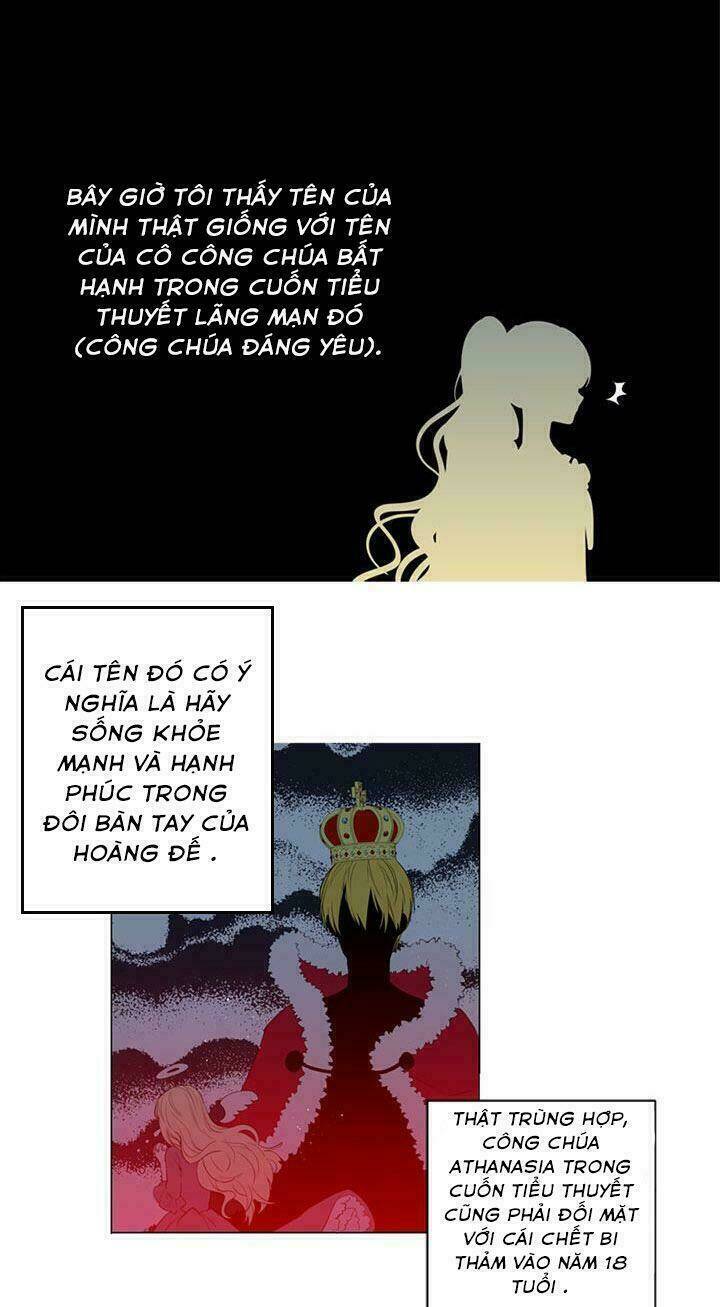 BÂY GIỜ TÔI THẤY TÊN CỦA
MÌNH THẬT GIỐNG VỚI TÊN
CỦA CÔ CÔNG CHÚA BẤT
HẠNH TRONG CUỐN TIỂU
THUYẾT LÃNG MẠN ĐÓ
(CÔNG CHÚA ĐÁNG YÊU).
CÁI TÊN ĐÓ CÓ Ý
NGHĨA LÀ HÃY
SỐNG KHỎE
MẠNH VÀ HẠNH
PHÚC TRONG
ĐÔI BÀN TAY CỦA
HOÀNG ĐẾ .
THẬT TRÙNG HỢP,
CÔNG CHÚA
ATHANASIA TRONG
CUỐN TIỂU THUYẾT
CŨNG PHẢI ĐỐI MẶT
VỚI CÁI CHẾT BI
THẢM VÀO NĂM 18
TUỔI .